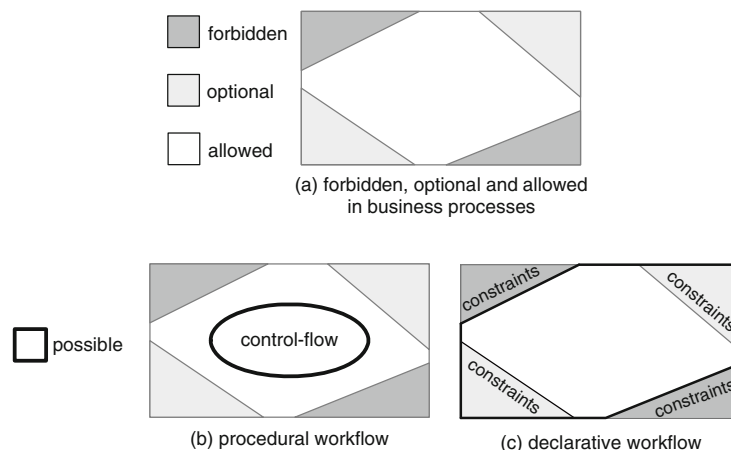 forbidden
optional
allowed
(a) forbidden, optional and allowed
in business processes
possible
control-flow
(b) procedural workflow
constraints
constraints
constraints
constraints
(c) declarative workflow